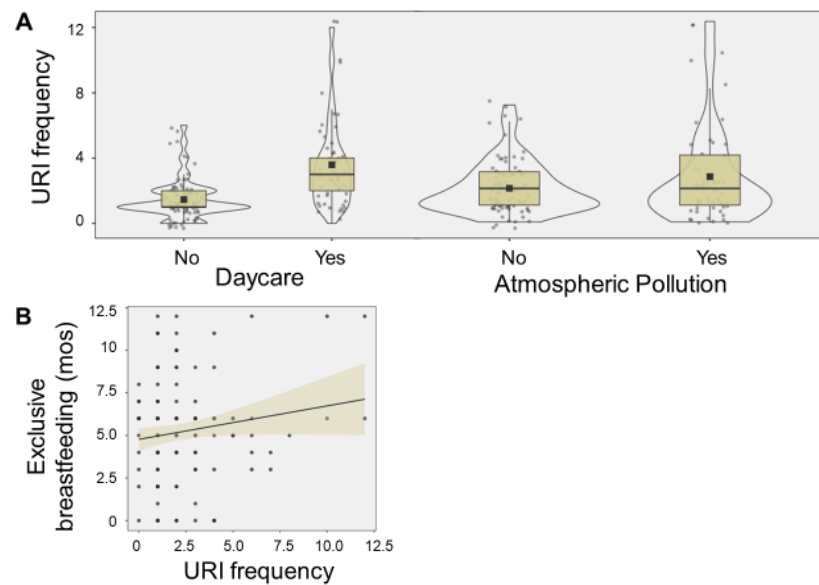 A
12
8
4
0
URI frequency
No
Yes
No
Yes
Daycare
Atmospheric Pollution
B
12.5
7.5
5.0
2.5
0
Exclusive
breastfeeding (mos)
0
2.5
5.0
7.5
10.0
12.5
URI frequency